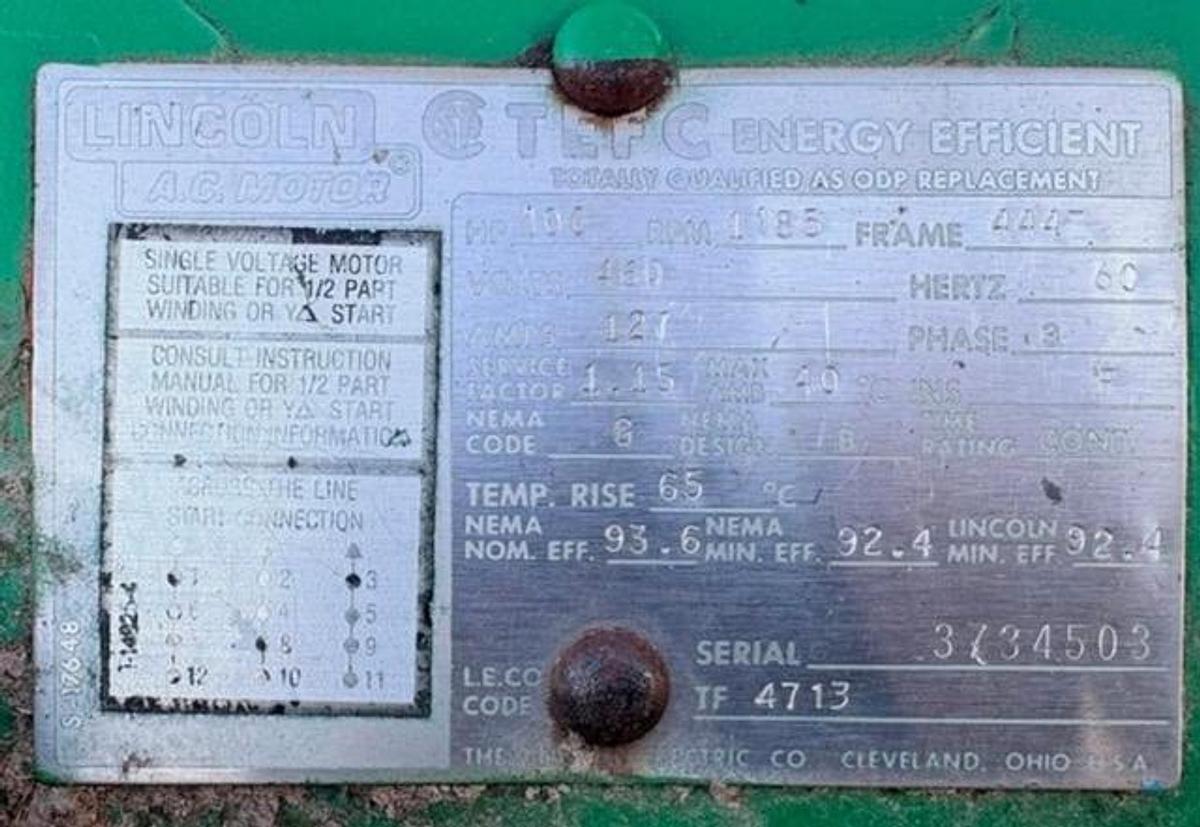 LINCOLN
A.C. MOTOR
TEFC ENERGY EFFICIENT
TOTALLY QUALIFIED AS ODP REPLACEMENT
SINGLE VOLTAGE MOTOR
SUITABLE FOR 1/2 PART
WINDING OR Y△ START
CONSULT INSTRUCTION
MANUAL FOR 1/2 PART
WINDING OR Y△ START
CONNECTION INFORMATION
ACROSS THE LINE
START CONNECTION
1 2 3
6 4 5
7 8 9
12 10 11
S-17648
HP RPM 1185 FRAME
VOLTS 460 HERTZ 60
AMPS 127 PHASE 3
SERVICE FACTOR 1.15 MAX AMB 40 °C INS
NEMA CODE G NEMA DESIGN B TIME RATING CONT
TEMP. RISE 65 °C
NEMA NOM. EFF. 93.6 NEMA MIN. EFF. 92.4 LINCOLN MIN. EFF 92.4
SERIAL
L.E.CO CODE TF 4713
THE ELECTRIC CO CLEVELAND, OHIO U.S.A